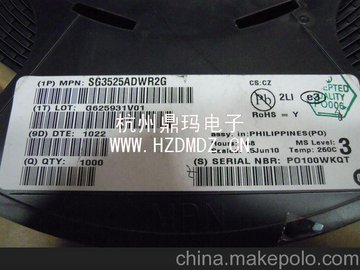 (1P) MPN: SG3525ADWR2G
CS:CZ
(1T) LOT: G625931V01
Pb 2LI e3
RoHS = Y
(9D) DTE: 1022
assy: in: PHILIPPINES(PO)
MS Level: 3
(Q) QTY: 1000
Temp: 260C
(S) SERIAL NBR: PO100WKQT
杭州鼎玛电子
WWW.HZDMDZ.CN
china.makepolo.com